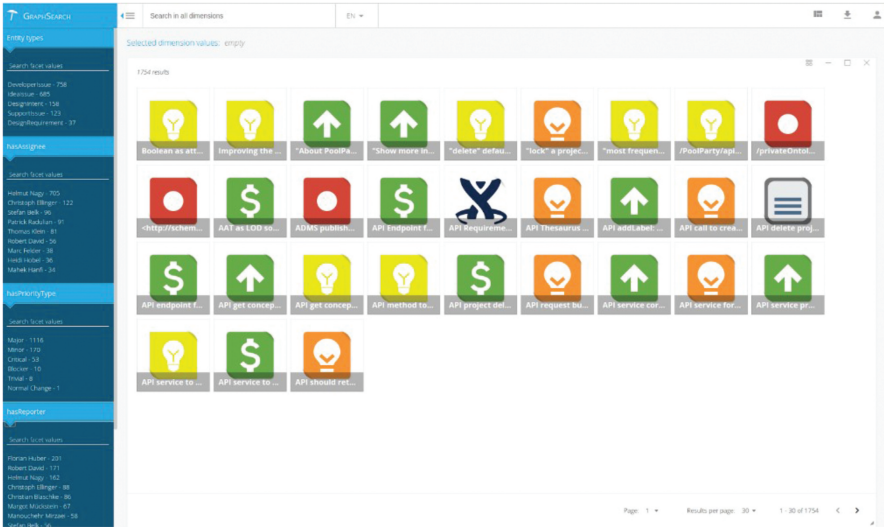 GRAPHSEARCH
Search in all dimensions
EN
Entity types
Search facet values
DeveloperIssue - 758
IdeaIssue - 685
DesignIment - 158
SupportIssue - 123
DesignRequirement - 37
hasAssignee
Search facet values
Helmut Nagy - 705
Christoph Ellinger - 122
Stefan Belk - 96
Patrick Radulian - 91
Thomas Klein - 81
Robert David - 56
Marc Felder - 38
Heidi Hobel - 36
Mahek Hanfi - 34
hasPriorityType
Search facet values
Major - 1118
Minor - 170
Critical - 53
Blocker - 10
Trivial - 8
Normal Change - 1
hasReporter
Search facet values
Florian Huber - 201
Robert David - 171
Helmut Nagy - 162
Christoph Ellinger - 88
Christian Blaschke - 86
Margot Mückstein - 67
Manouchehr Mirzaei - 58
Stefan Belk - 56
Selected dimension values: empty
1754 results
Boolean as att...
Improving the ...
"About PoolPa...
"Show more in...
"delete" defau...
"lock" a projec...
"most frequen...
/PoolParty/api...
/privateOntol...
<http://schem...
AAT as LOD so...
ADMS publish...
API Endpoint f...
API Requireme...
API Thesaurus ...
API addLabel: ...
API call to crea...
API delete proj...
API endpoint f...
API get concep...
API get concep...
API method to...
API project del...
API request bu...
API service cor...
API service for...
API service pr...
API service to ...
API service to ...
API should ret...
Page: 1
Results per page: 30
1 - 30 of 1754